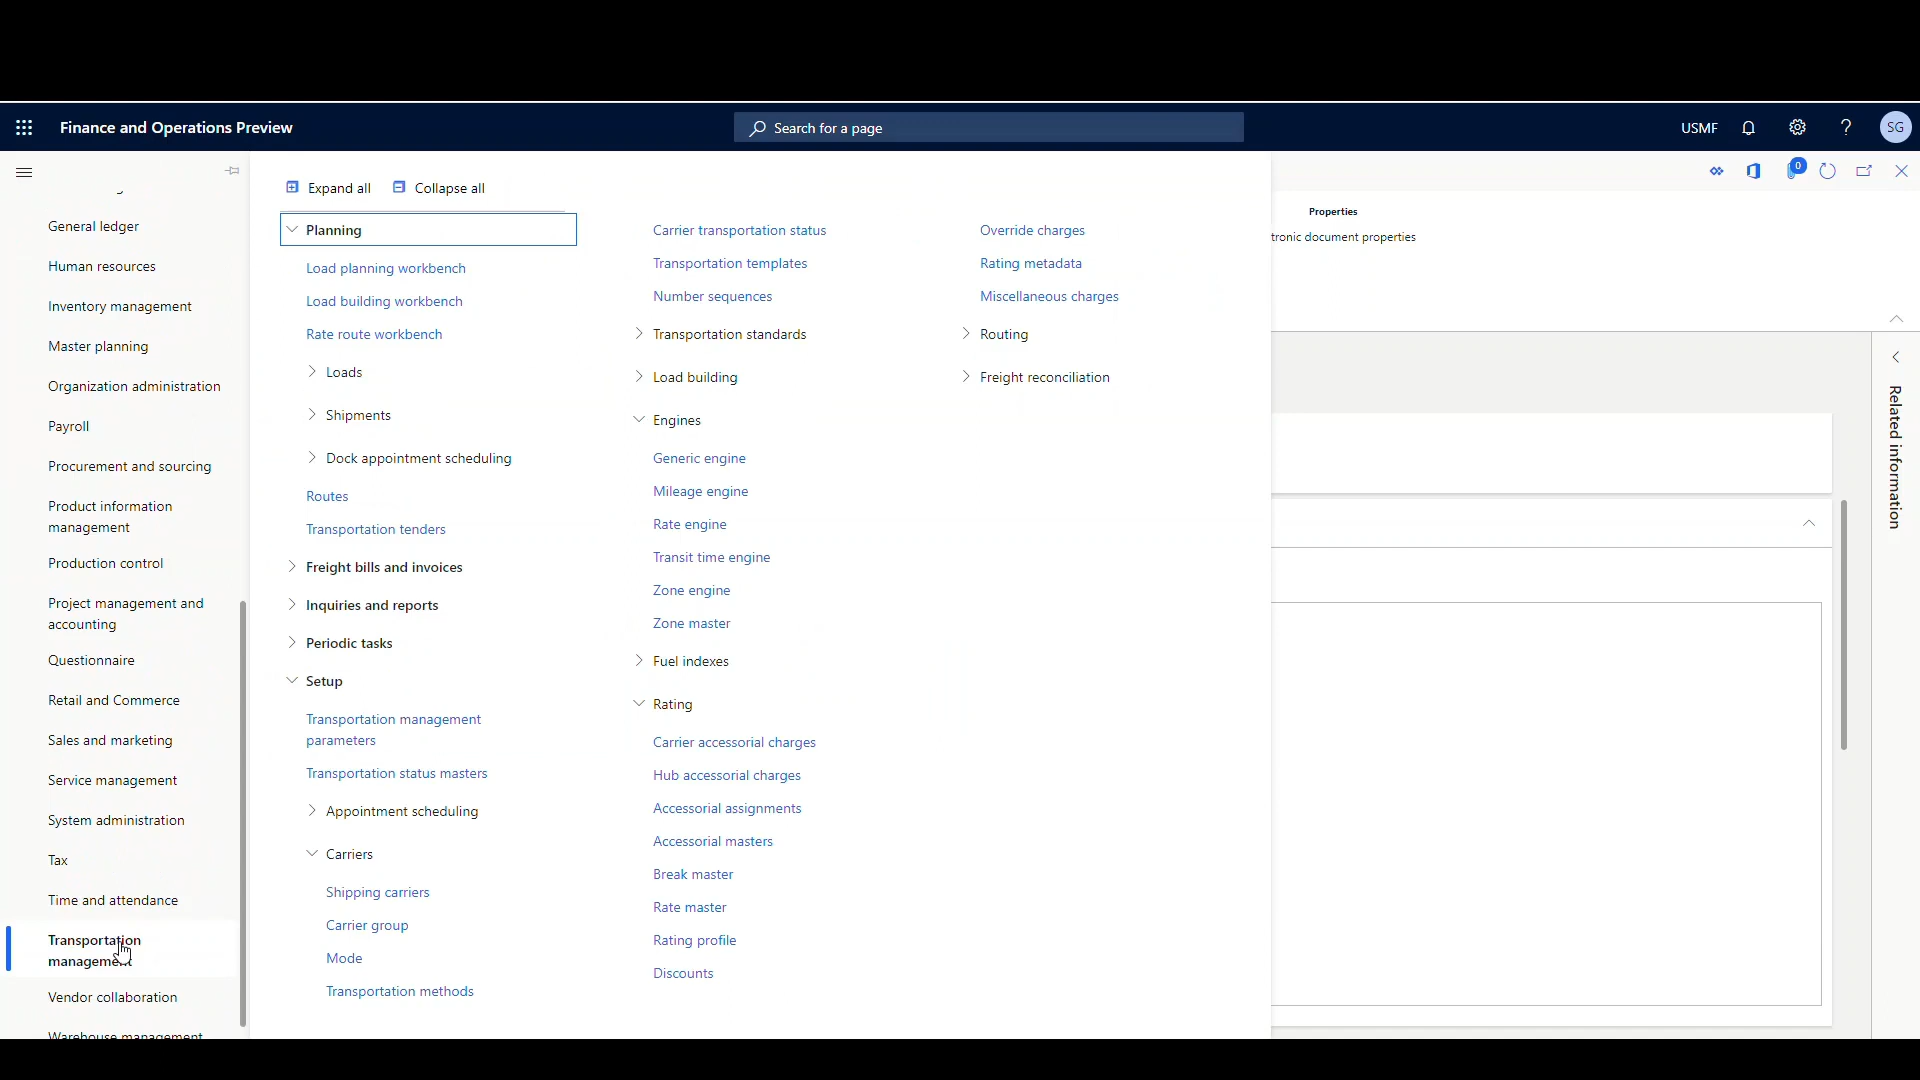 Finance and Operations Preview
Search for a page
USMF
SG
0
General ledger
Human resources
Inventory management
Master planning
Organization administration
Payroll
Procurement and sourcing
Product information
management
Production control
Project management and
accounting
Questionnaire
Retail and Commerce
Sales and marketing
Service management
System administration
Tax
Time and attendance
Transportation
management
Vendor collaboration
Warehouse management
Expand all
Collapse all
Planning
Load planning workbench
Load building workbench
Rate route workbench
Loads
Shipments
Dock appointment scheduling
Routes
Transportation tenders
Freight bills and invoices
Inquiries and reports
Periodic tasks
Setup
Transportation management
parameters
Transportation status masters
Appointment scheduling
Carriers
Shipping carriers
Carrier group
Mode
Transportation methods
Carrier transportation status
Transportation templates
Number sequences
Transportation standards
Load building
Engines
Generic engine
Mileage engine
Rate engine
Transit time engine
Zone engine
Zone master
Fuel indexes
Rating
Carrier accessorial charges
Hub accessorial charges
Accessorial assignments
Accessorial masters
Break master
Rate master
Rating profile
Discounts
Override charges
Rating metadata
Miscellaneous charges
Routing
Freight reconciliation
Properties
tronic document properties
Related information